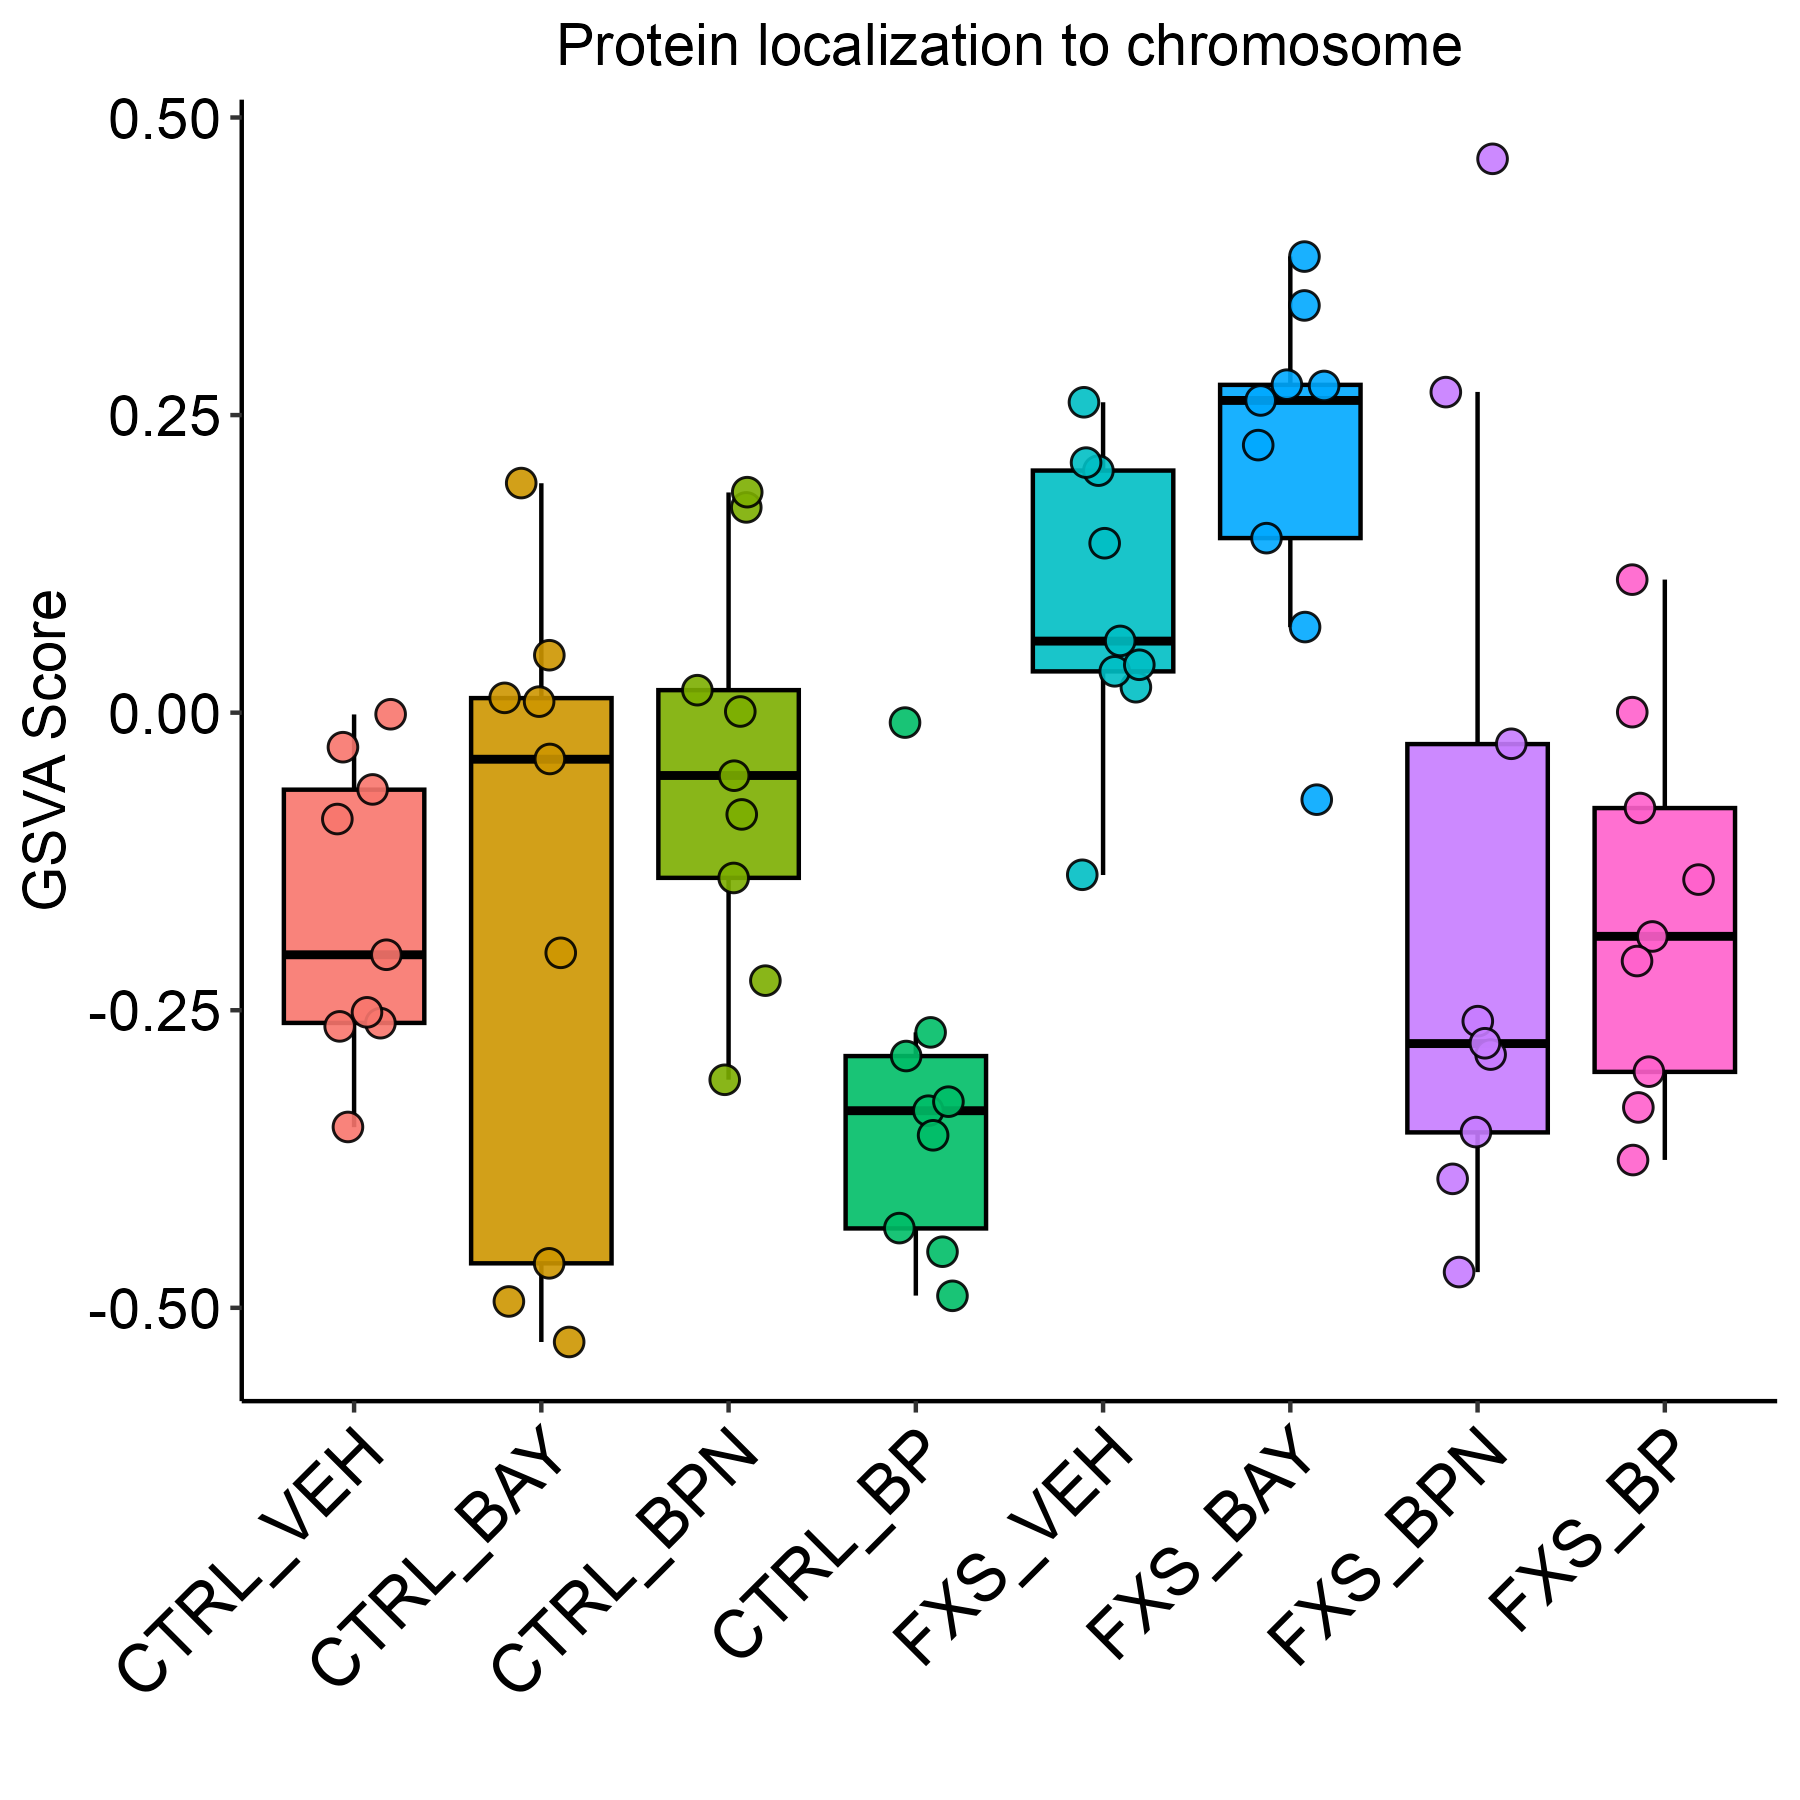 Protein localization to chromosome
GSVA Score
0.50
0.25
0.00
-0.25
-0.50
CTRL_VEH
CTRL_BAY
CTRL_BPN
CTRL_BP
FXS_VEH
FXS_BAY
FXS_BPN
FXS_BP